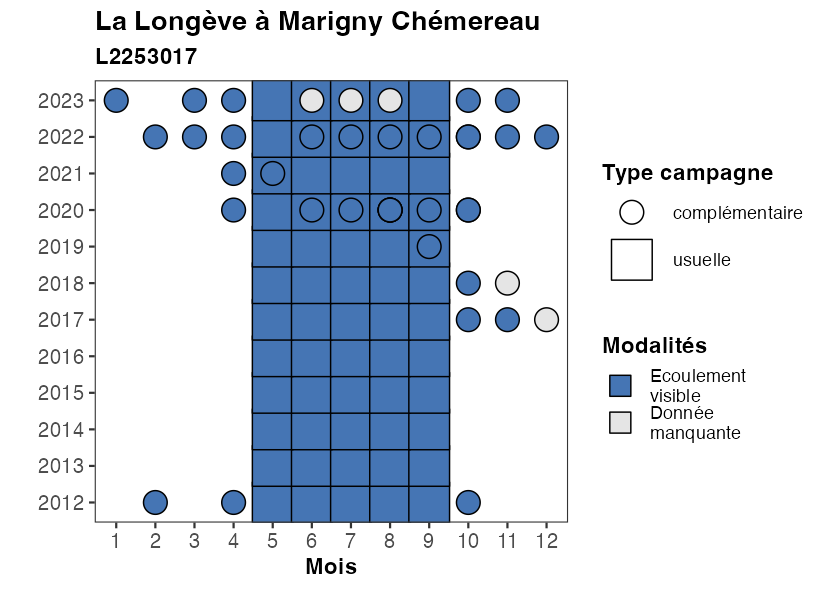 La Longève à Marigny Chémereau
L2253017
2023
2022
2021
2020
2019
2018
2017
2016
2015
2014
2013
2012
1 2 3 4 5 6 7 8 9 10 11 12
Mois
Type campagne
complémentaire
usuelle
Modalités
Ecoulement
visible
Donnée
manquante